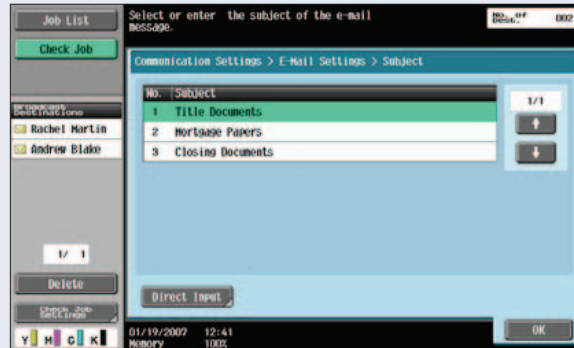 Job List
Select or enter the subject of the e-mail
message.
No. of
Dest.
002
Check Job
Communication Settings > E-Mail Settings > Subject
No. Subject
1 Title Documents
2 Mortgage Papers
3 Closing Documents
1/1
Broadcast
Destinations
Rachel Martin
Andrew Blake
1/ 1
Delete
Direct Input
Check Job
Settings
Y M C K
01/19/2007 12:41
Memory 100%
OK